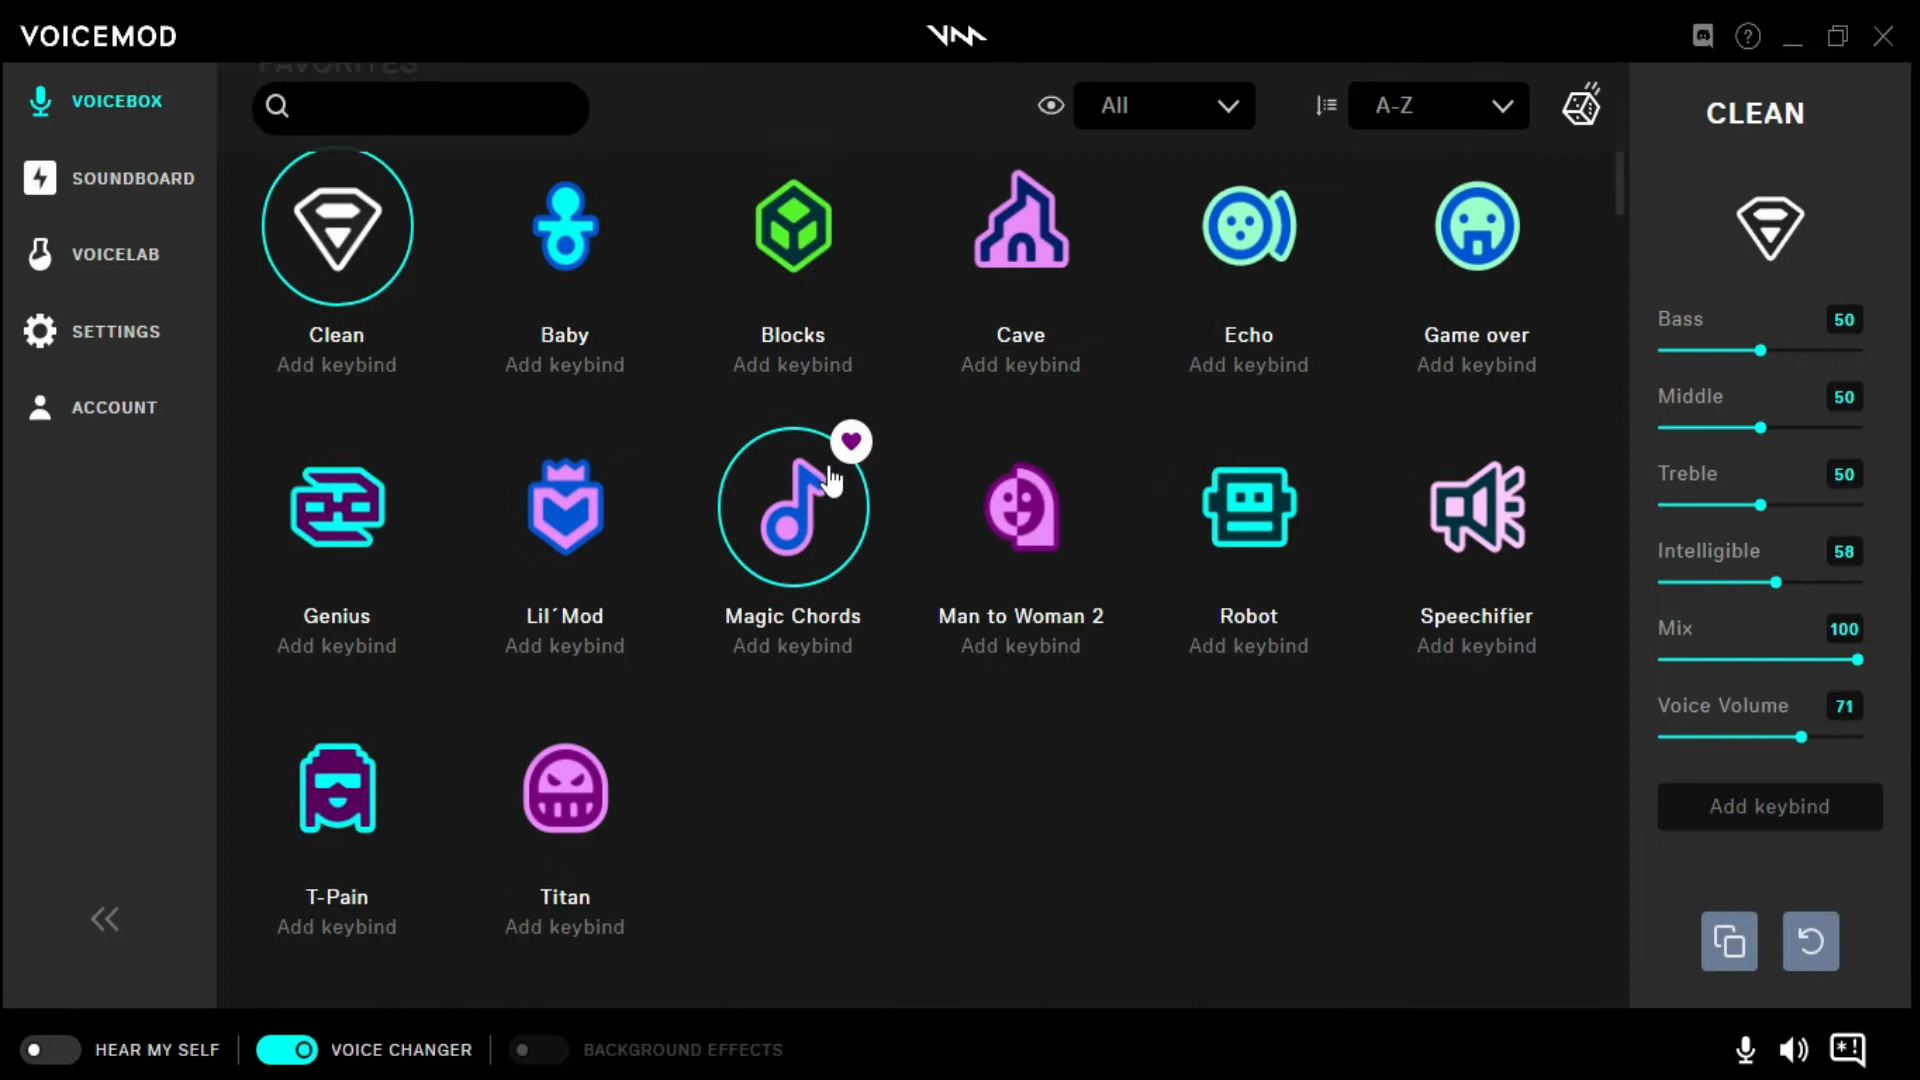 VOICEMOD
FAVORITES
VOICEBOX
SOUNDBOARD
VOICELAB
SETTINGS
ACCOUNT
All
A-Z
CLEAN
Clean
Add keybind
Baby
Add keybind
Blocks
Add keybind
Cave
Add keybind
Echo
Add keybind
Game over
Add keybind
Genius
Add keybind
Lil´Mod
Add keybind
Magic Chords
Add keybind
Man to Woman 2
Add keybind
Robot
Add keybind
Speechifier
Add keybind
T-Pain
Add keybind
Titan
Add keybind
Bass 50
Middle 50
Treble 50
Intelligible 58
Mix 100
Voice Volume 71
Add keybind
HEAR MY SELF
VOICE CHANGER
BACKGROUND EFFECTS